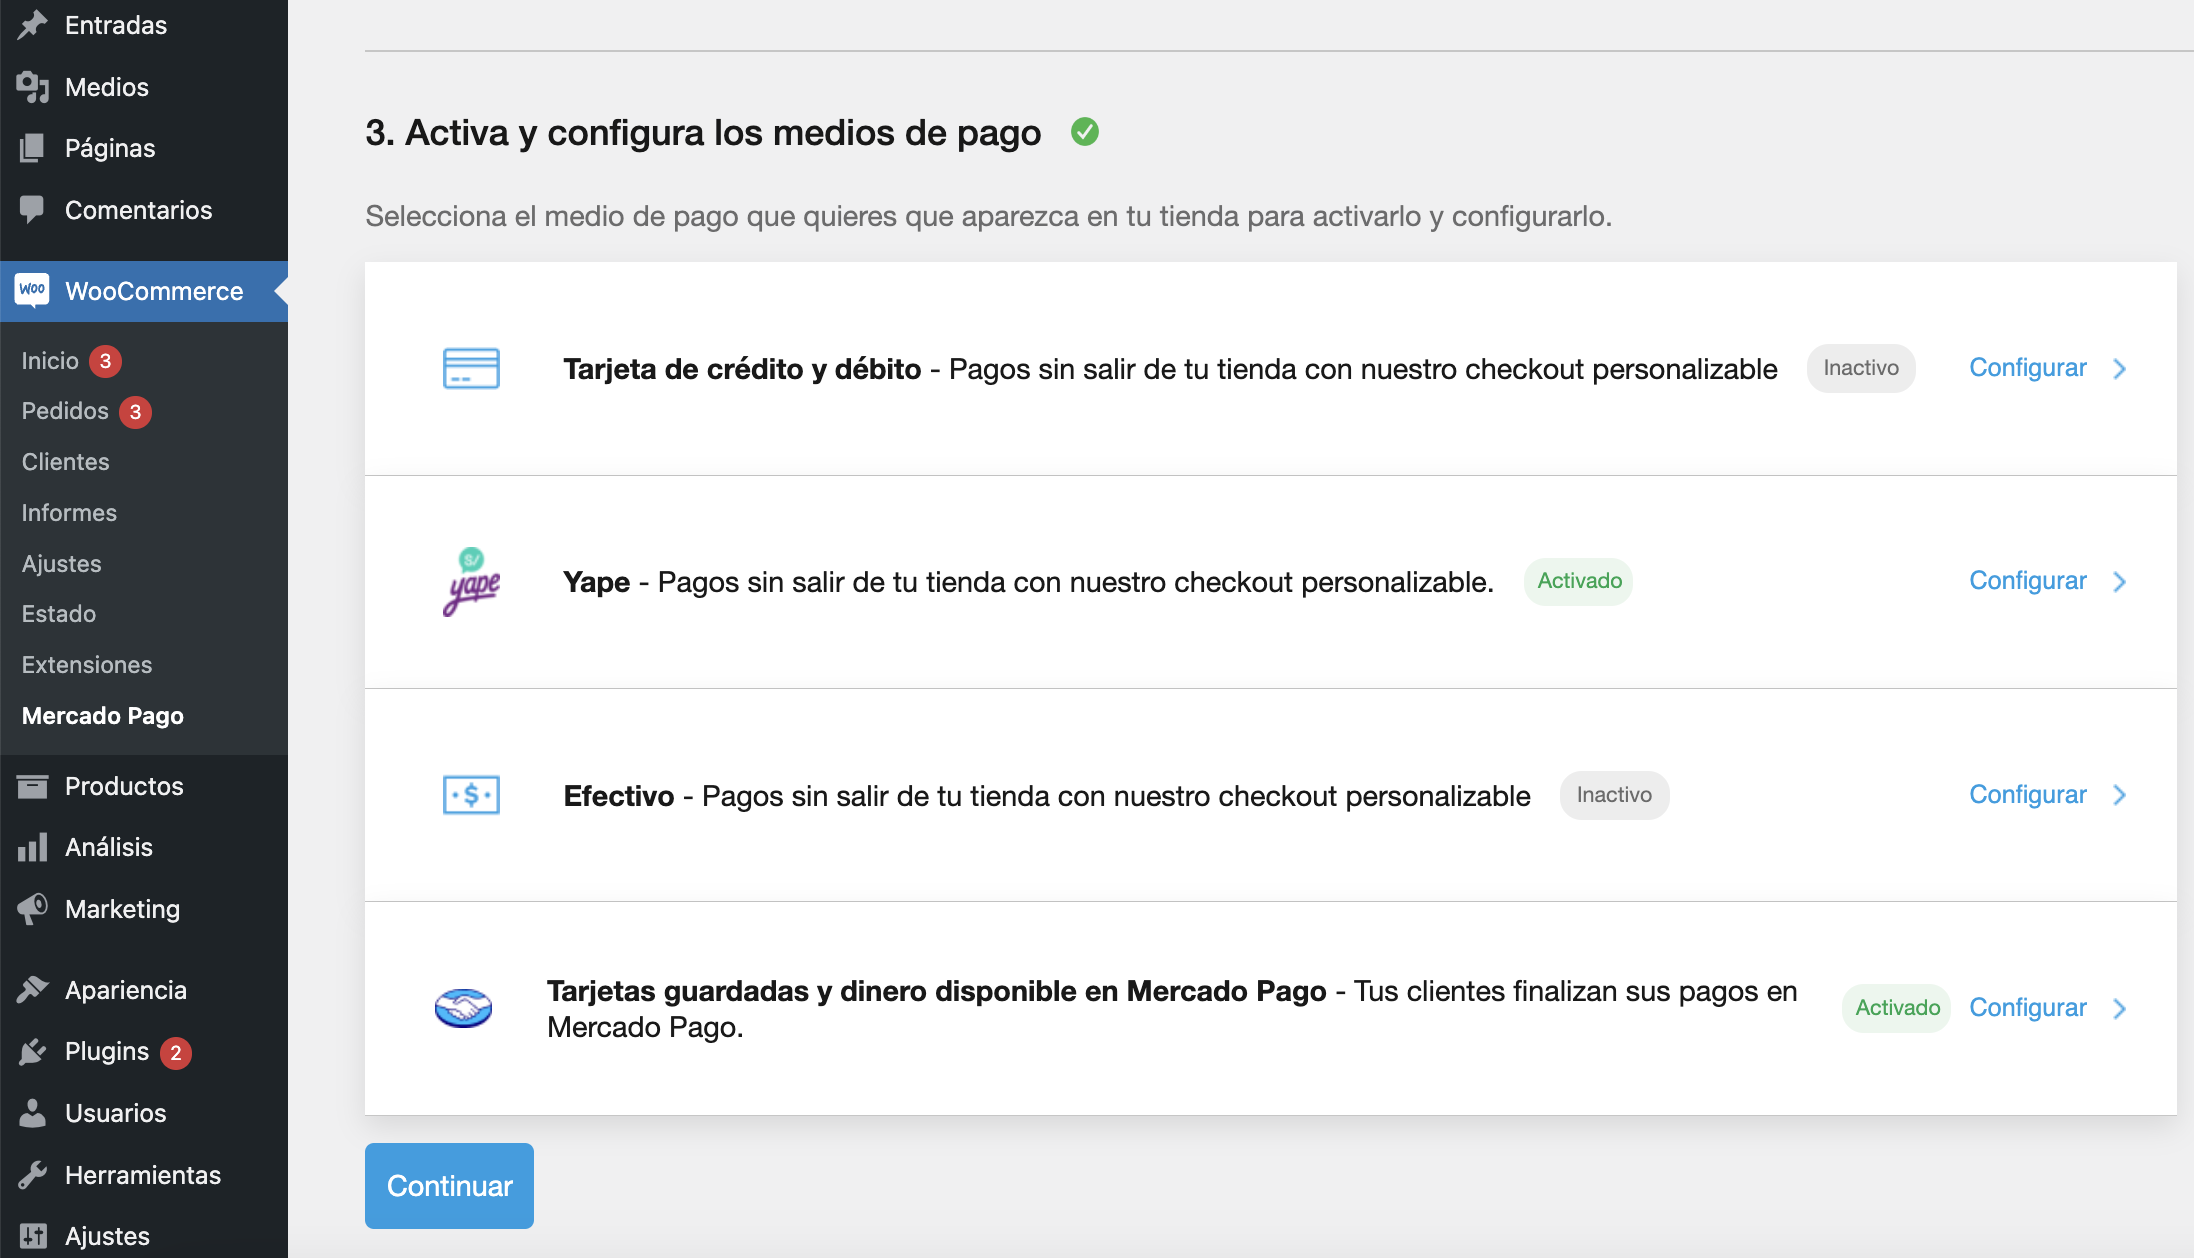 Entradas
Medios
Páginas
Comentarios
Woo WooCommerce
Inicio 3
Pedidos 3
Clientes
Informes
Ajustes
Estado
Extensiones
Mercado Pago
Productos
Análisis
Marketing
Apariencia
Plugins 2
Usuarios
Herramientas
Ajustes
3. Activa y configura los medios de pago
Selecciona el medio de pago que quieres que aparezca en tu tienda para activarlo y configurarlo.
Tarjeta de crédito y débito - Pagos sin salir de tu tienda con nuestro checkout personalizable Inactivo Configurar
S/
yape
Yape - Pagos sin salir de tu tienda con nuestro checkout personalizable. Activado Configurar
$
Efectivo - Pagos sin salir de tu tienda con nuestro checkout personalizable Inactivo Configurar
Tarjetas guardadas y dinero disponible en Mercado Pago - Tus clientes finalizan sus pagos en
Mercado Pago.
Activado Configurar
Continuar